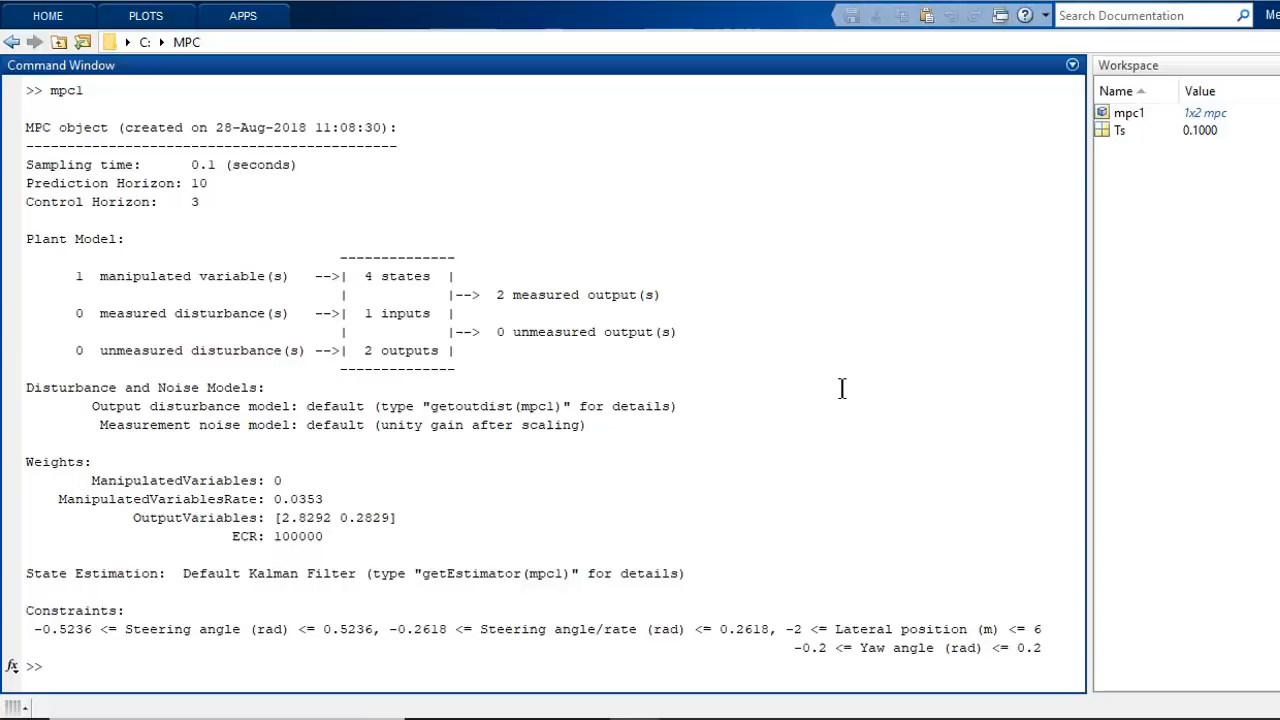 HOME PLOTS APPS Search Documentation Me
C: MPC
Command Window
>> mpc1
MPC object (created on 28-Aug-2018 11:08:30):
---------------------------------------------
Sampling time: 0.1 (seconds)
Prediction Horizon: 10
Control Horizon: 3
Plant Model:
--------------
1 manipulated variable(s) -->| 4 states |
| |--> 2 measured output(s)
0 measured disturbance(s) -->| 1 inputs |
| |--> 0 unmeasured output(s)
0 unmeasured disturbance(s) -->| 2 outputs |
--------------
Disturbance and Noise Models:
Output disturbance model: default (type "getoutdist(mpc1)" for details)
Measurement noise model: default (unity gain after scaling)
Weights:
ManipulatedVariables: 0
ManipulatedVariablesRate: 0.0353
OutputVariables: [2.8292 0.2829]
ECR: 100000
State Estimation: Default Kalman Filter (type "getEstimator(mpc1)" for details)
Constraints:
-0.5236 <= Steering angle (rad) <= 0.5236, -0.2618 <= Steering angle/rate (rad) <= 0.2618, -2 <= Lateral position (m) <= 6
-0.2 <= Yaw angle (rad) <= 0.2
fx >>
Workspace
Name Value
mpc1 1x2 mpc
Ts 0.1000